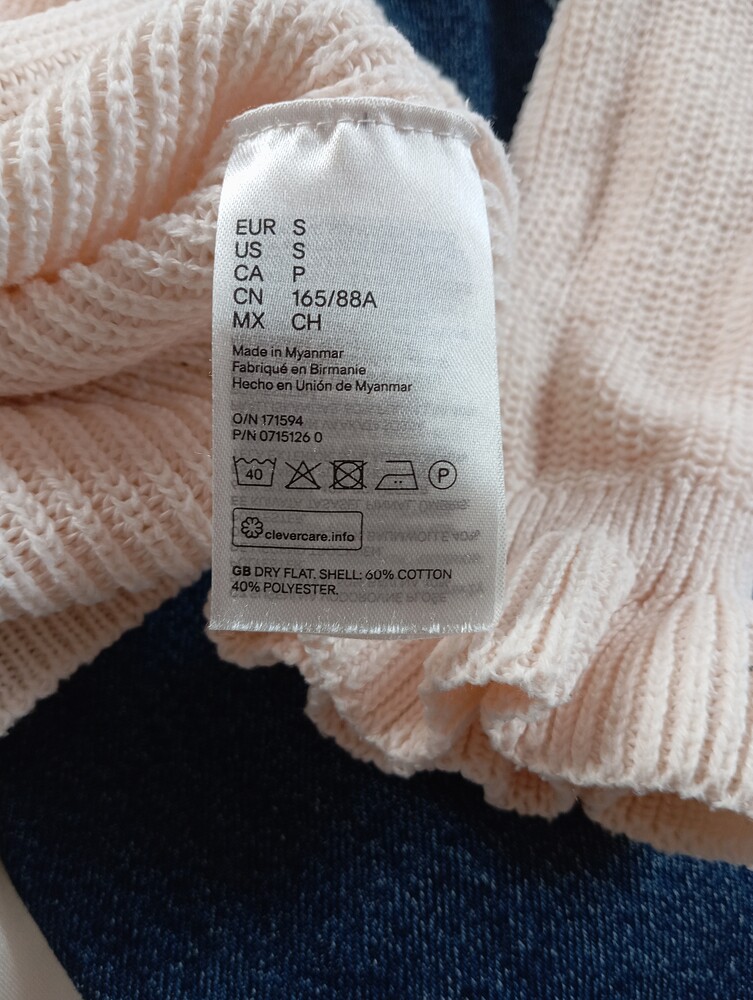 EUR S
US S
CA P
CN 165/88A
MX CH
Made in Myanmar
Fabriqué en Birmanie
Hecho en Unión de Myanmar
O/N 171594
P/N 0715126 0
40 P
clevercare.info
GB DRY FLAT. SHELL: 60% COTTON
40% POLYESTER.